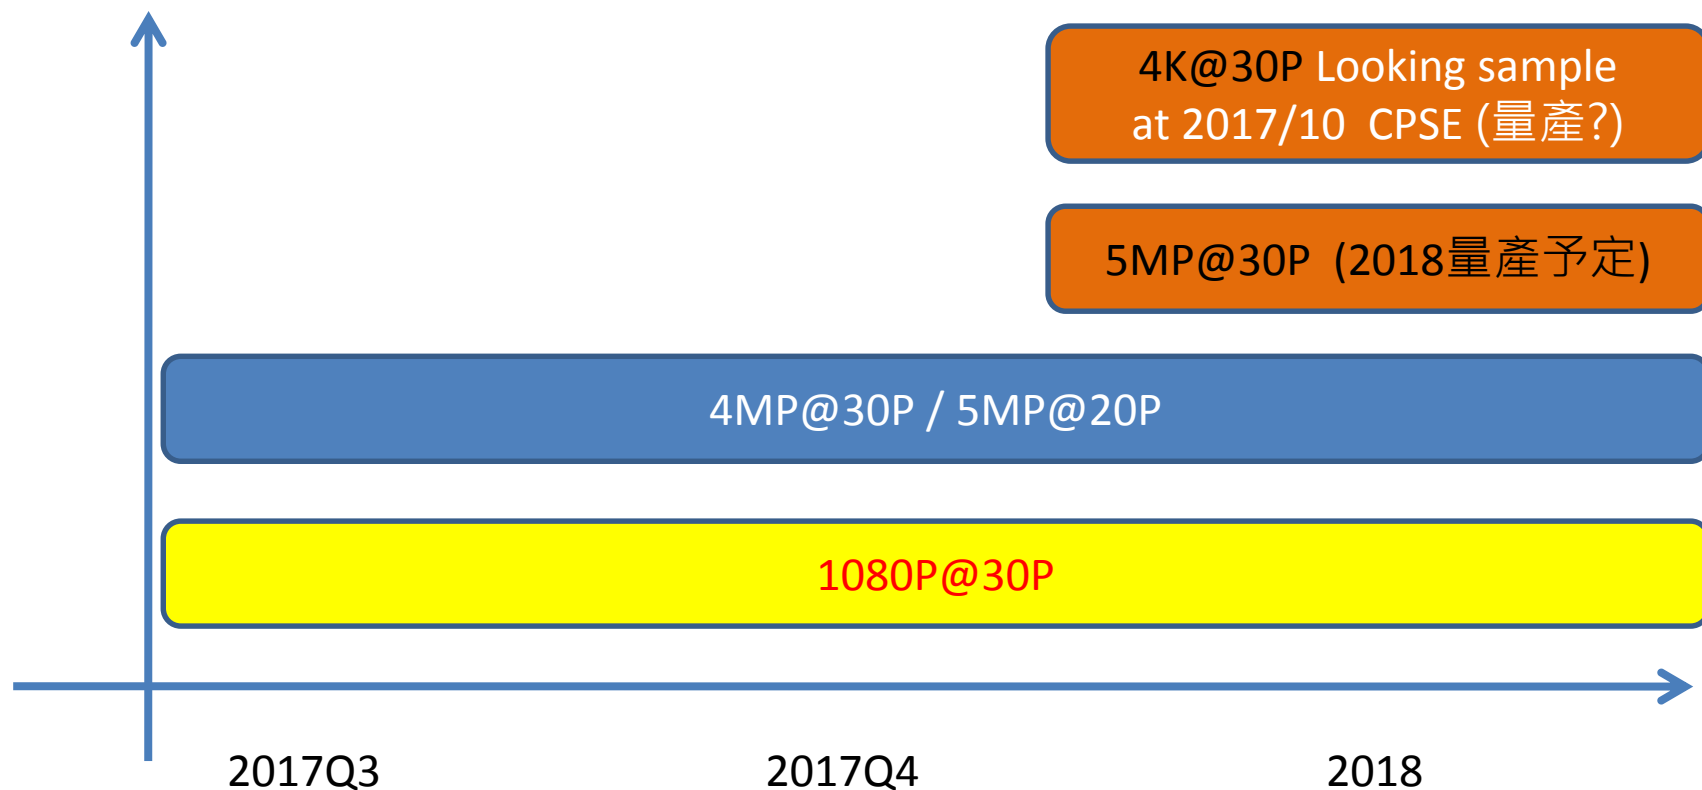 4K@30P Looking sample
at 2017/10 CPSE (量產?)
5MP@30P (2018量產予定)
4MP@30P / 5MP@20P
1080P@30P
2017Q3 2017Q4 2018